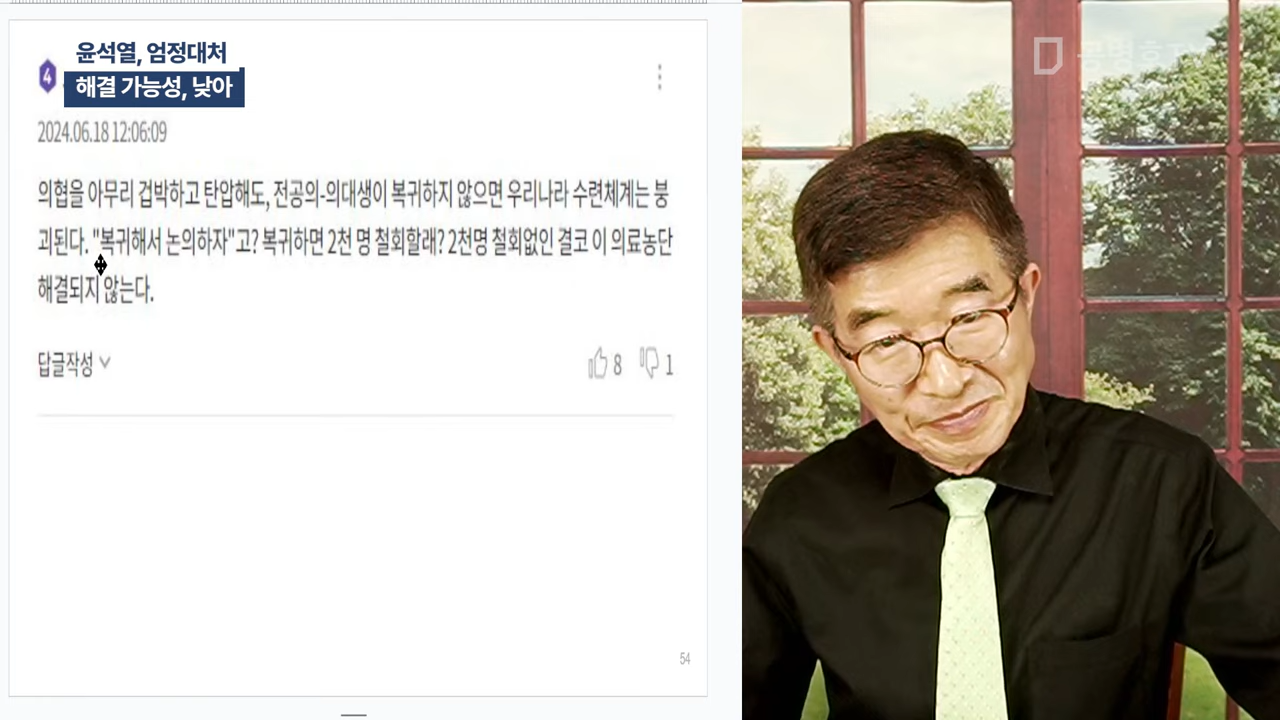 윤석열, 엄정대처
해결 가능성, 낮아
4
2024.06.18 12:06:09
의협을 아무리 겁박하고 탄압해도, 전공의-의대생이 복귀하지 않으면 우리나라 수련체계는 붕
괴된다. "복귀해서 논의하자"고? 복귀하면 2천 명 철회할래? 2천명 철회없인 결코 이 의료농단
해결되지 않는다.
답글작성
8
1
54